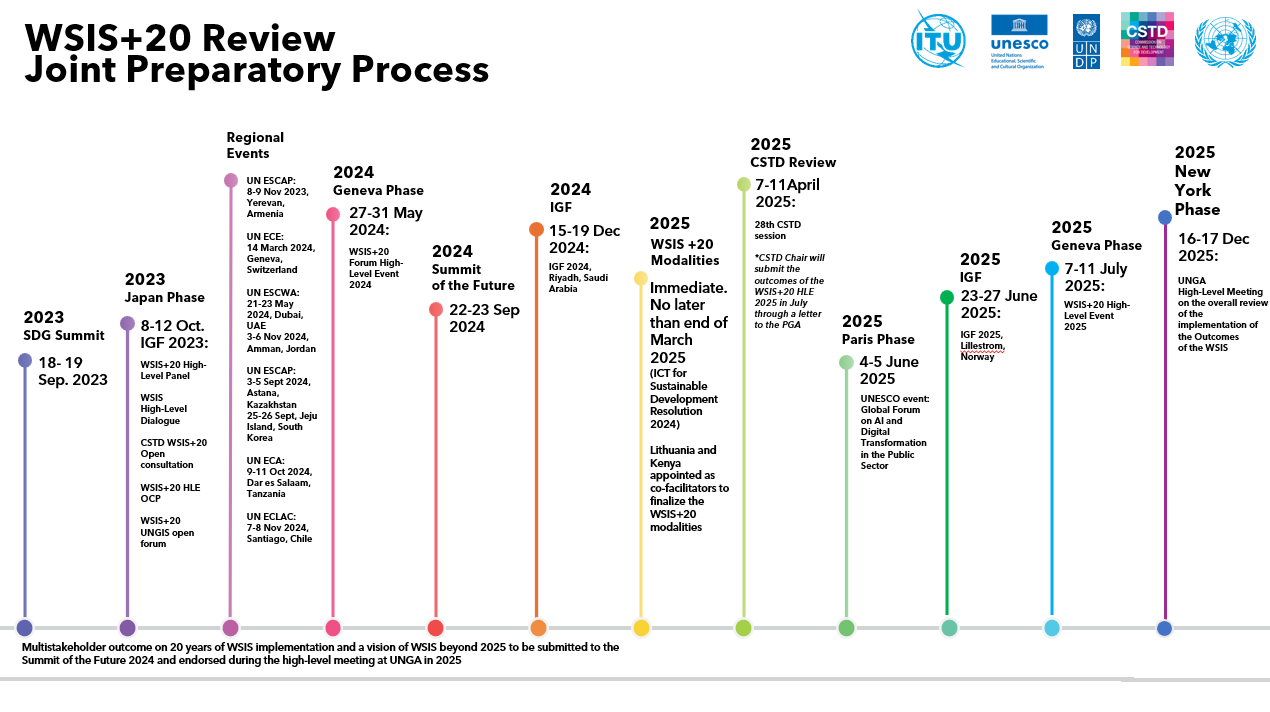 WSIS+20 Review
Joint Preparatory Process
ITU
unesco
United Nations
Educational, Scientific
and Cultural Organization
U N
D P
CSTD
COMMISSION ON
SCIENCE AND TECHNOLOGY
FOR DEVELOPMENT
2023
SDG Summit
18- 19
Sep. 2023
2023
Japan Phase
8-12 Oct.
IGF 2023:
WSIS+20 High-
Level Panel
WSIS
High-Level
Dialogue
CSTD WSIS+20
Open
consultation
WSIS+20 HLE
OCP
WSIS+20
UNGIS open
forum
Regional
Events
UN ESCAP:
8-9 Nov 2023,
Yerevan,
Armenia
UN ECE:
14 March 2024,
Geneva,
Switzerland
UN ESCWA:
21-23 May
2024, Dubai,
UAE
3-6 Nov 2024,
Amman, Jordan
UN ESCAP:
3-5 Sept 2024,
Astana,
Kazakhstan
25-26 Sept, Jeju
Island, South
Korea
UN ECA:
9-11 Oct 2024,
Dar es Salaam,
Tanzania
UN ECLAC:
7-8 Nov 2024,
Santiago, Chile
2024
Geneva Phase
27-31 May
2024:
WSIS+20
Forum High-
Level Event
2024
2024
Summit
of the Future
22-23 Sep
2024
2024
IGF
15-19 Dec
2024:
IGF 2024,
Riyadh, Saudi
Arabia
2025
WSIS +20
Modalities
Immediate.
No later
than end of
March
2025
(ICT for
Sustainable
Development
Resolution
2024)
Lithuania and
Kenya
appointed as
co-facilitators to
finalize the
WSIS+20
modalities
2025
CSTD Review
7-11April
2025:
28th CSTD
session
*CSTD Chair will
submit the
outcomes of the
WSIS+20 HLE
2025 in July
through a letter
to the PGA
2025
Paris Phase
4-5 June
2025
UNESCO event:
Global Forum
on AI and
Digital
Transformation
in the Public
Sector
2025
IGF
23-27 June
2025:
IGF 2025,
Lillestrom,
Norway
2025
Geneva Phase
7-11 July
2025:
WSIS+20 High-
Level Event
2025
2025
New
York
Phase
16-17 Dec
2025:
UNGA
High-Level Meeting
on the overall review
of the
implementation of
the Outcomes
of the WSIS
Multistakeholder outcome on 20 years of WSIS implementation and a vision of WSIS beyond 2025 to be submitted to the
Summit of the Future 2024 and endorsed during the high-level meeting at UNGA in 2025